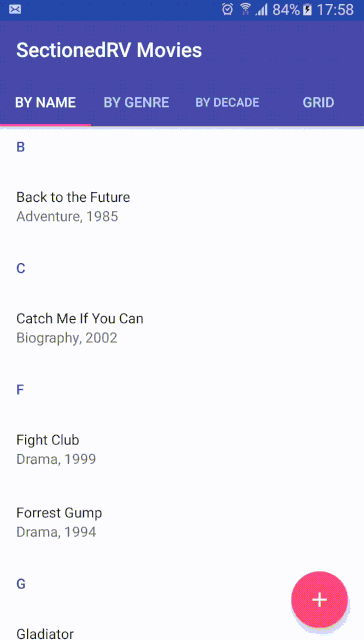 84% 17:58
SectionedRV Movies
BY NAME BY GENRE BY DECADE GRID
B
Back to the Future
Adventure, 1985
C
Catch Me If You Can
Biography, 2002
F
Fight Club
Drama, 1999
Forrest Gump
Drama, 1994
G
Gladiator